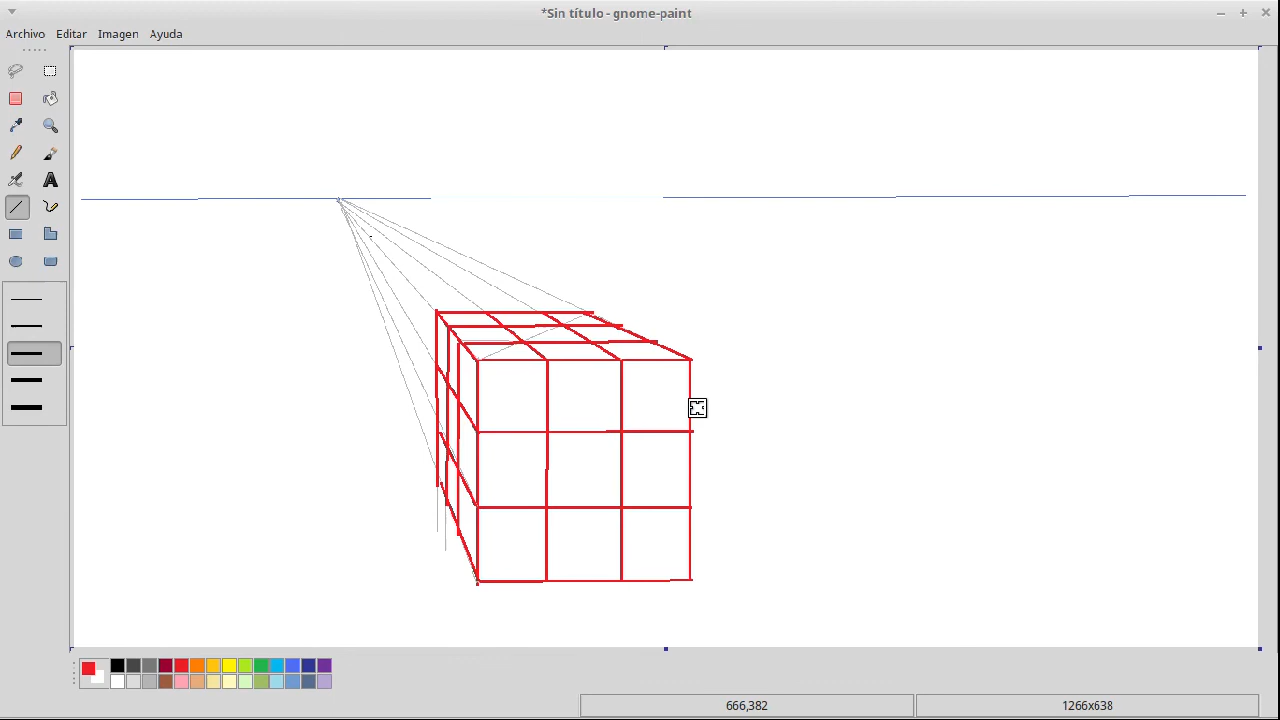 *Sin título - gnome-paint
Archivo Editar Imagen Ayuda
A
666,382 1266x638